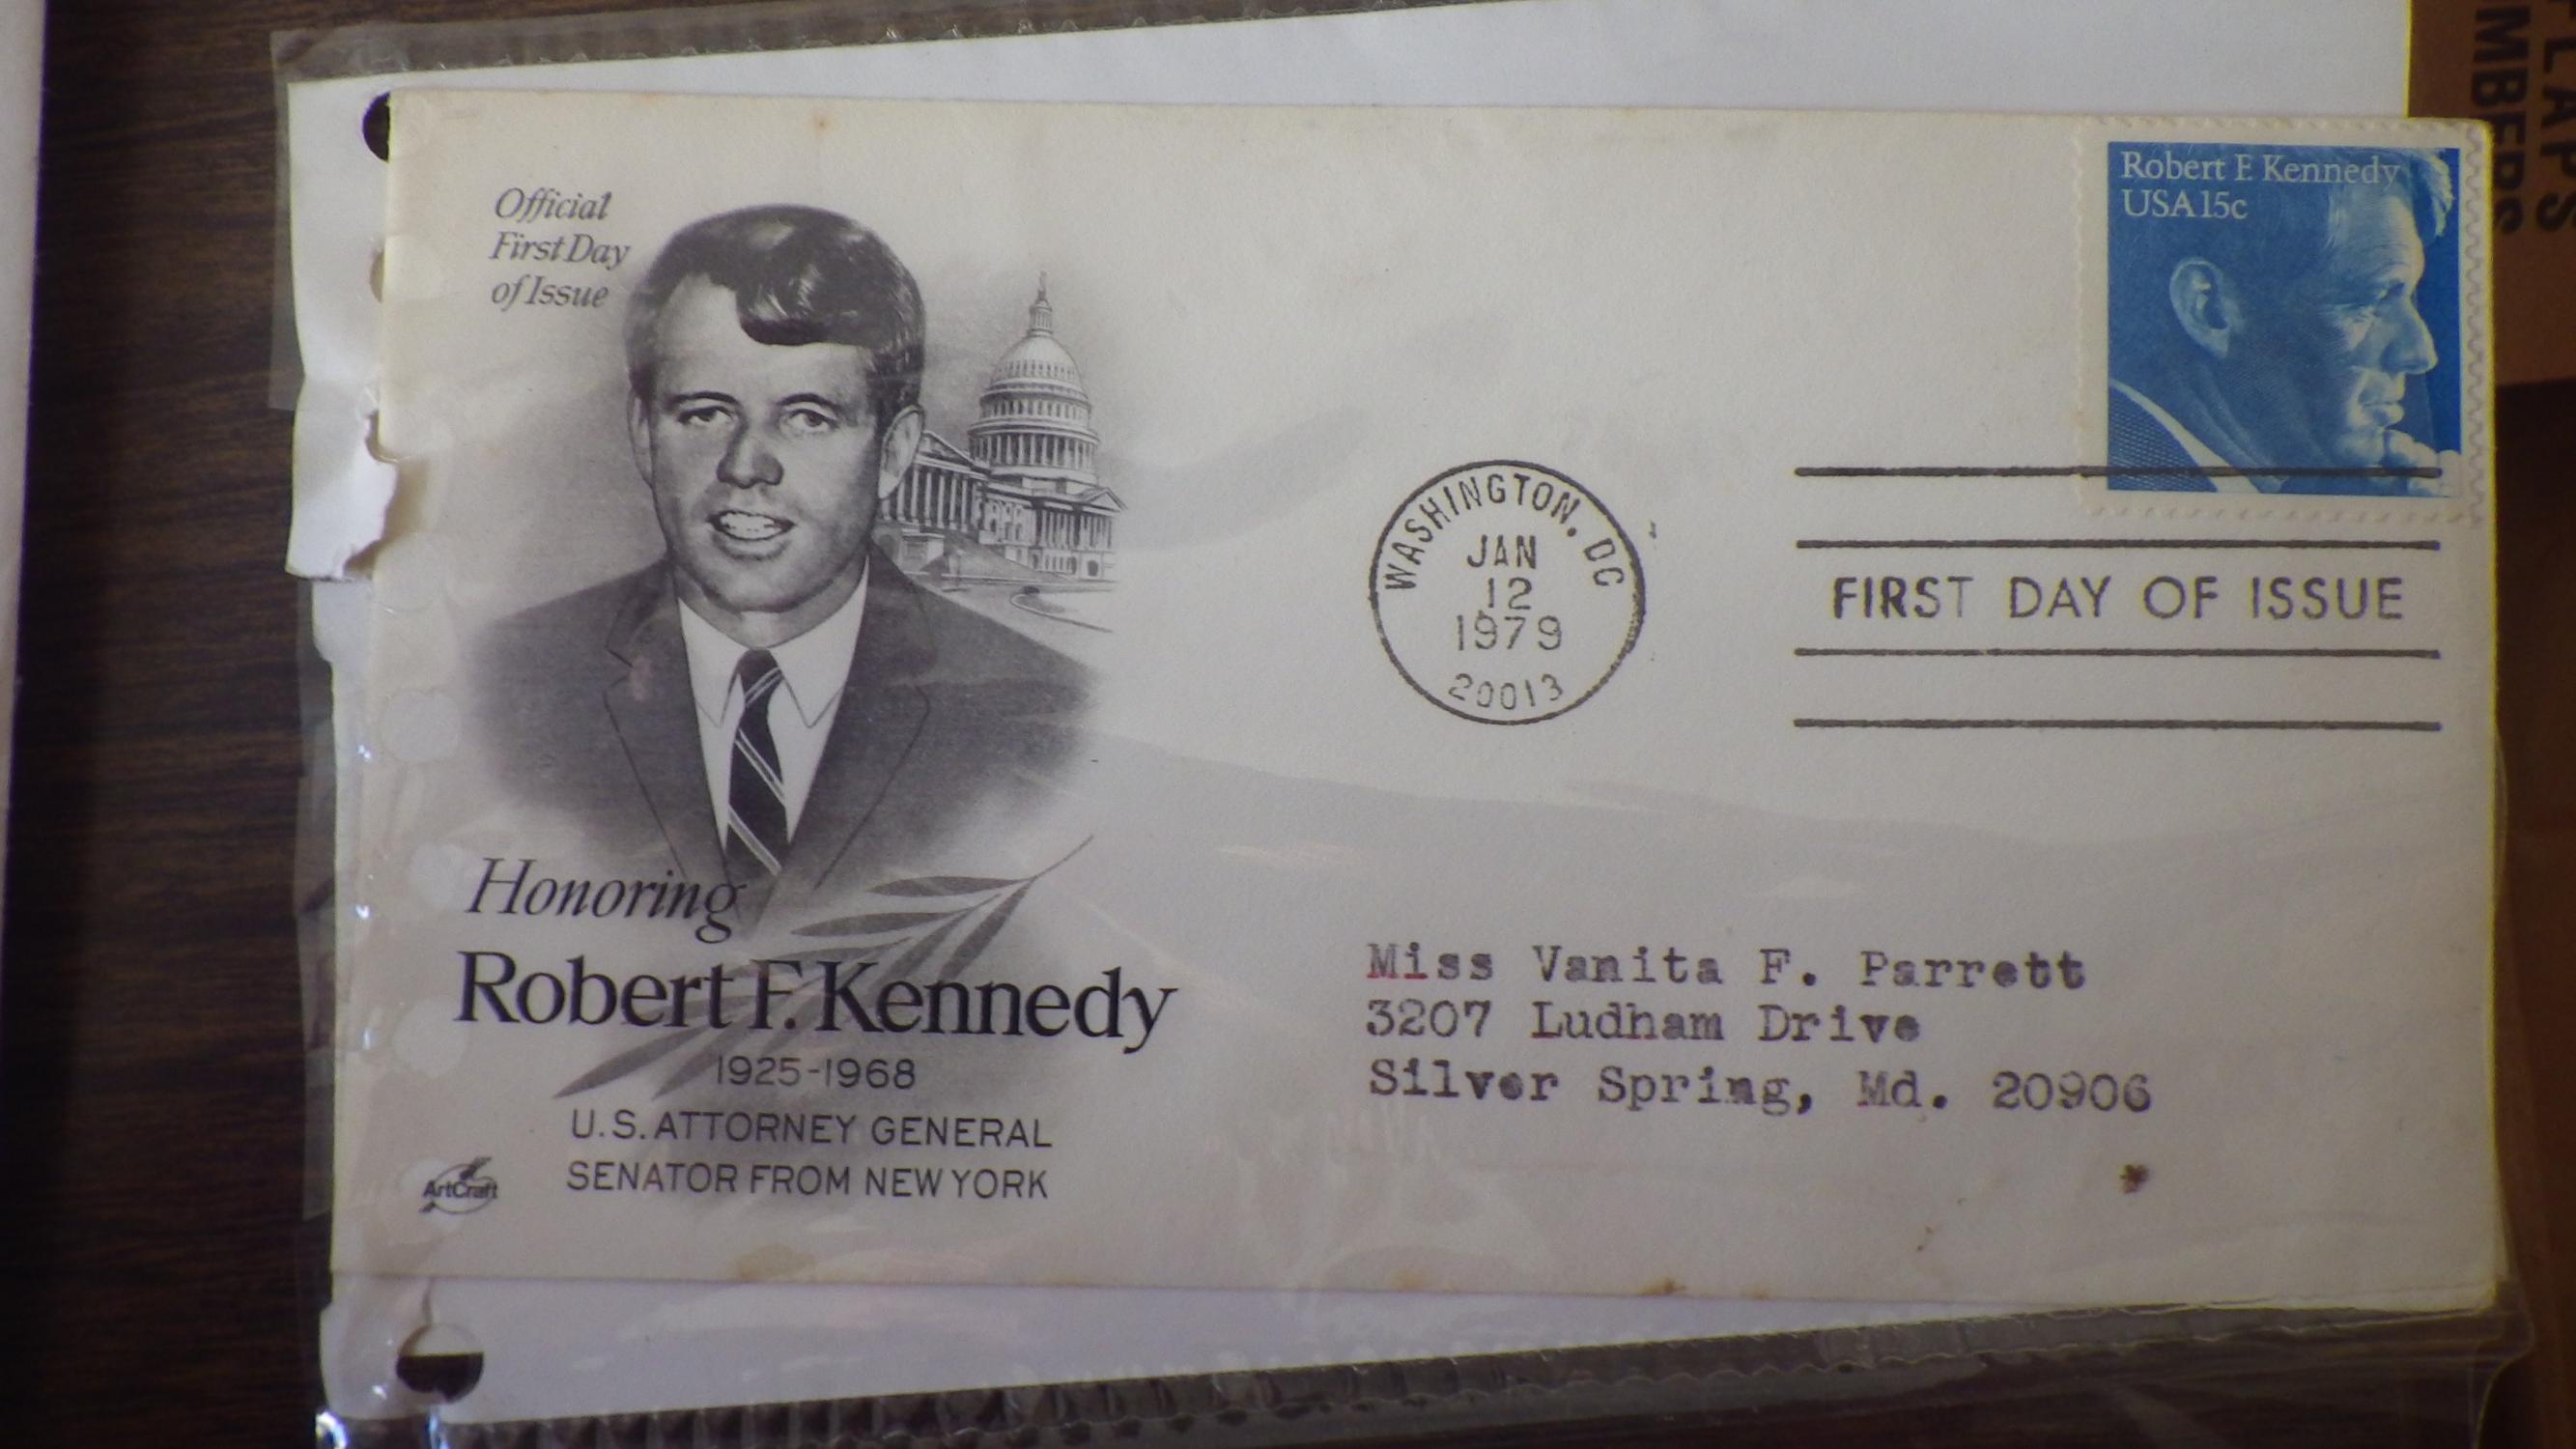 Official
First Day
of Issue
Robert F. Kennedy
USA 15c
WASHINGTON, DC
JAN
12
1979
20013
FIRST DAY OF ISSUE
Honoring
Robert F. Kennedy
1925-1968
U.S. ATTORNEY GENERAL
SENATOR FROM NEW YORK
ArtCraft
Miss Vanita F. Parrett
3207 Ludham Drive
Silver Spring, Md. 20906
FLAPS
MBERS